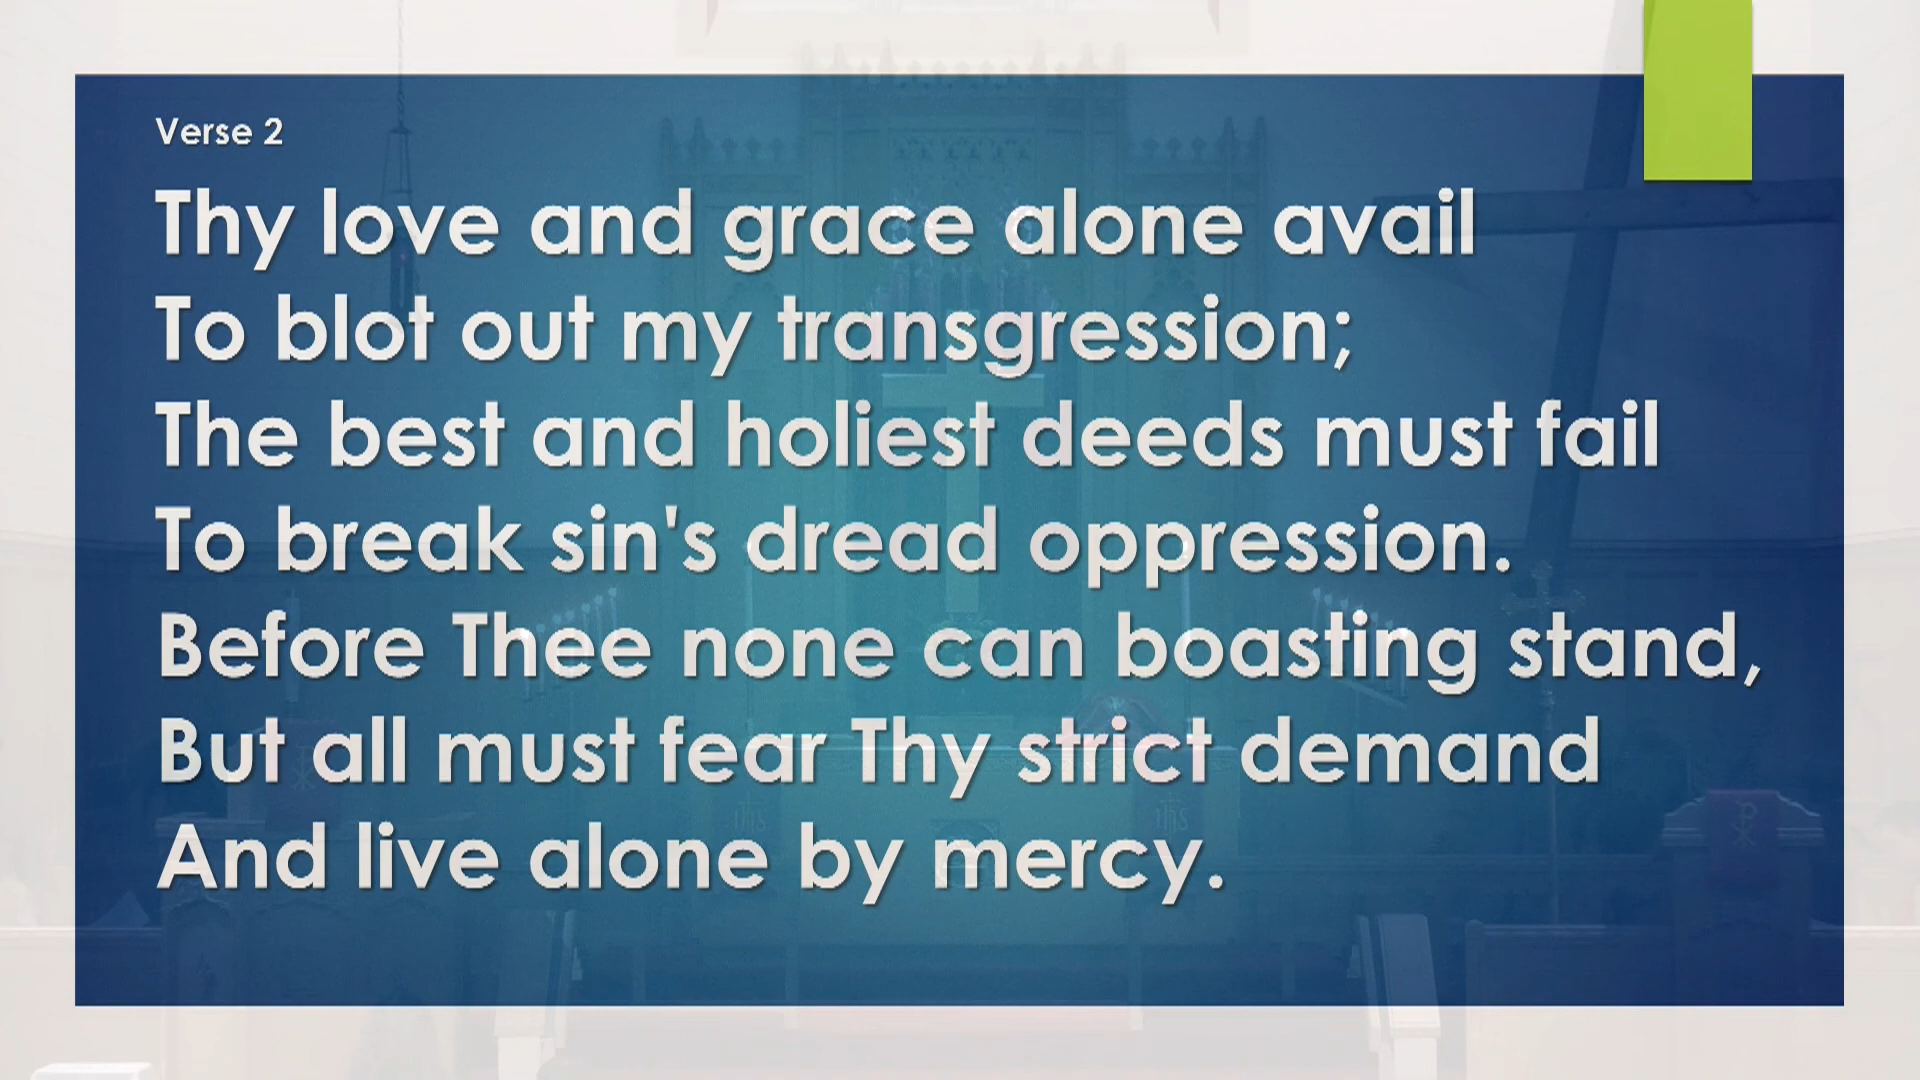 Verse 2
Thy love and grace alone avail
To blot out my transgression;
The best and holiest deeds must fail
To break sin's dread oppression.
Before Thee none can boasting stand,
But all must fear Thy strict demand
And live alone by mercy.